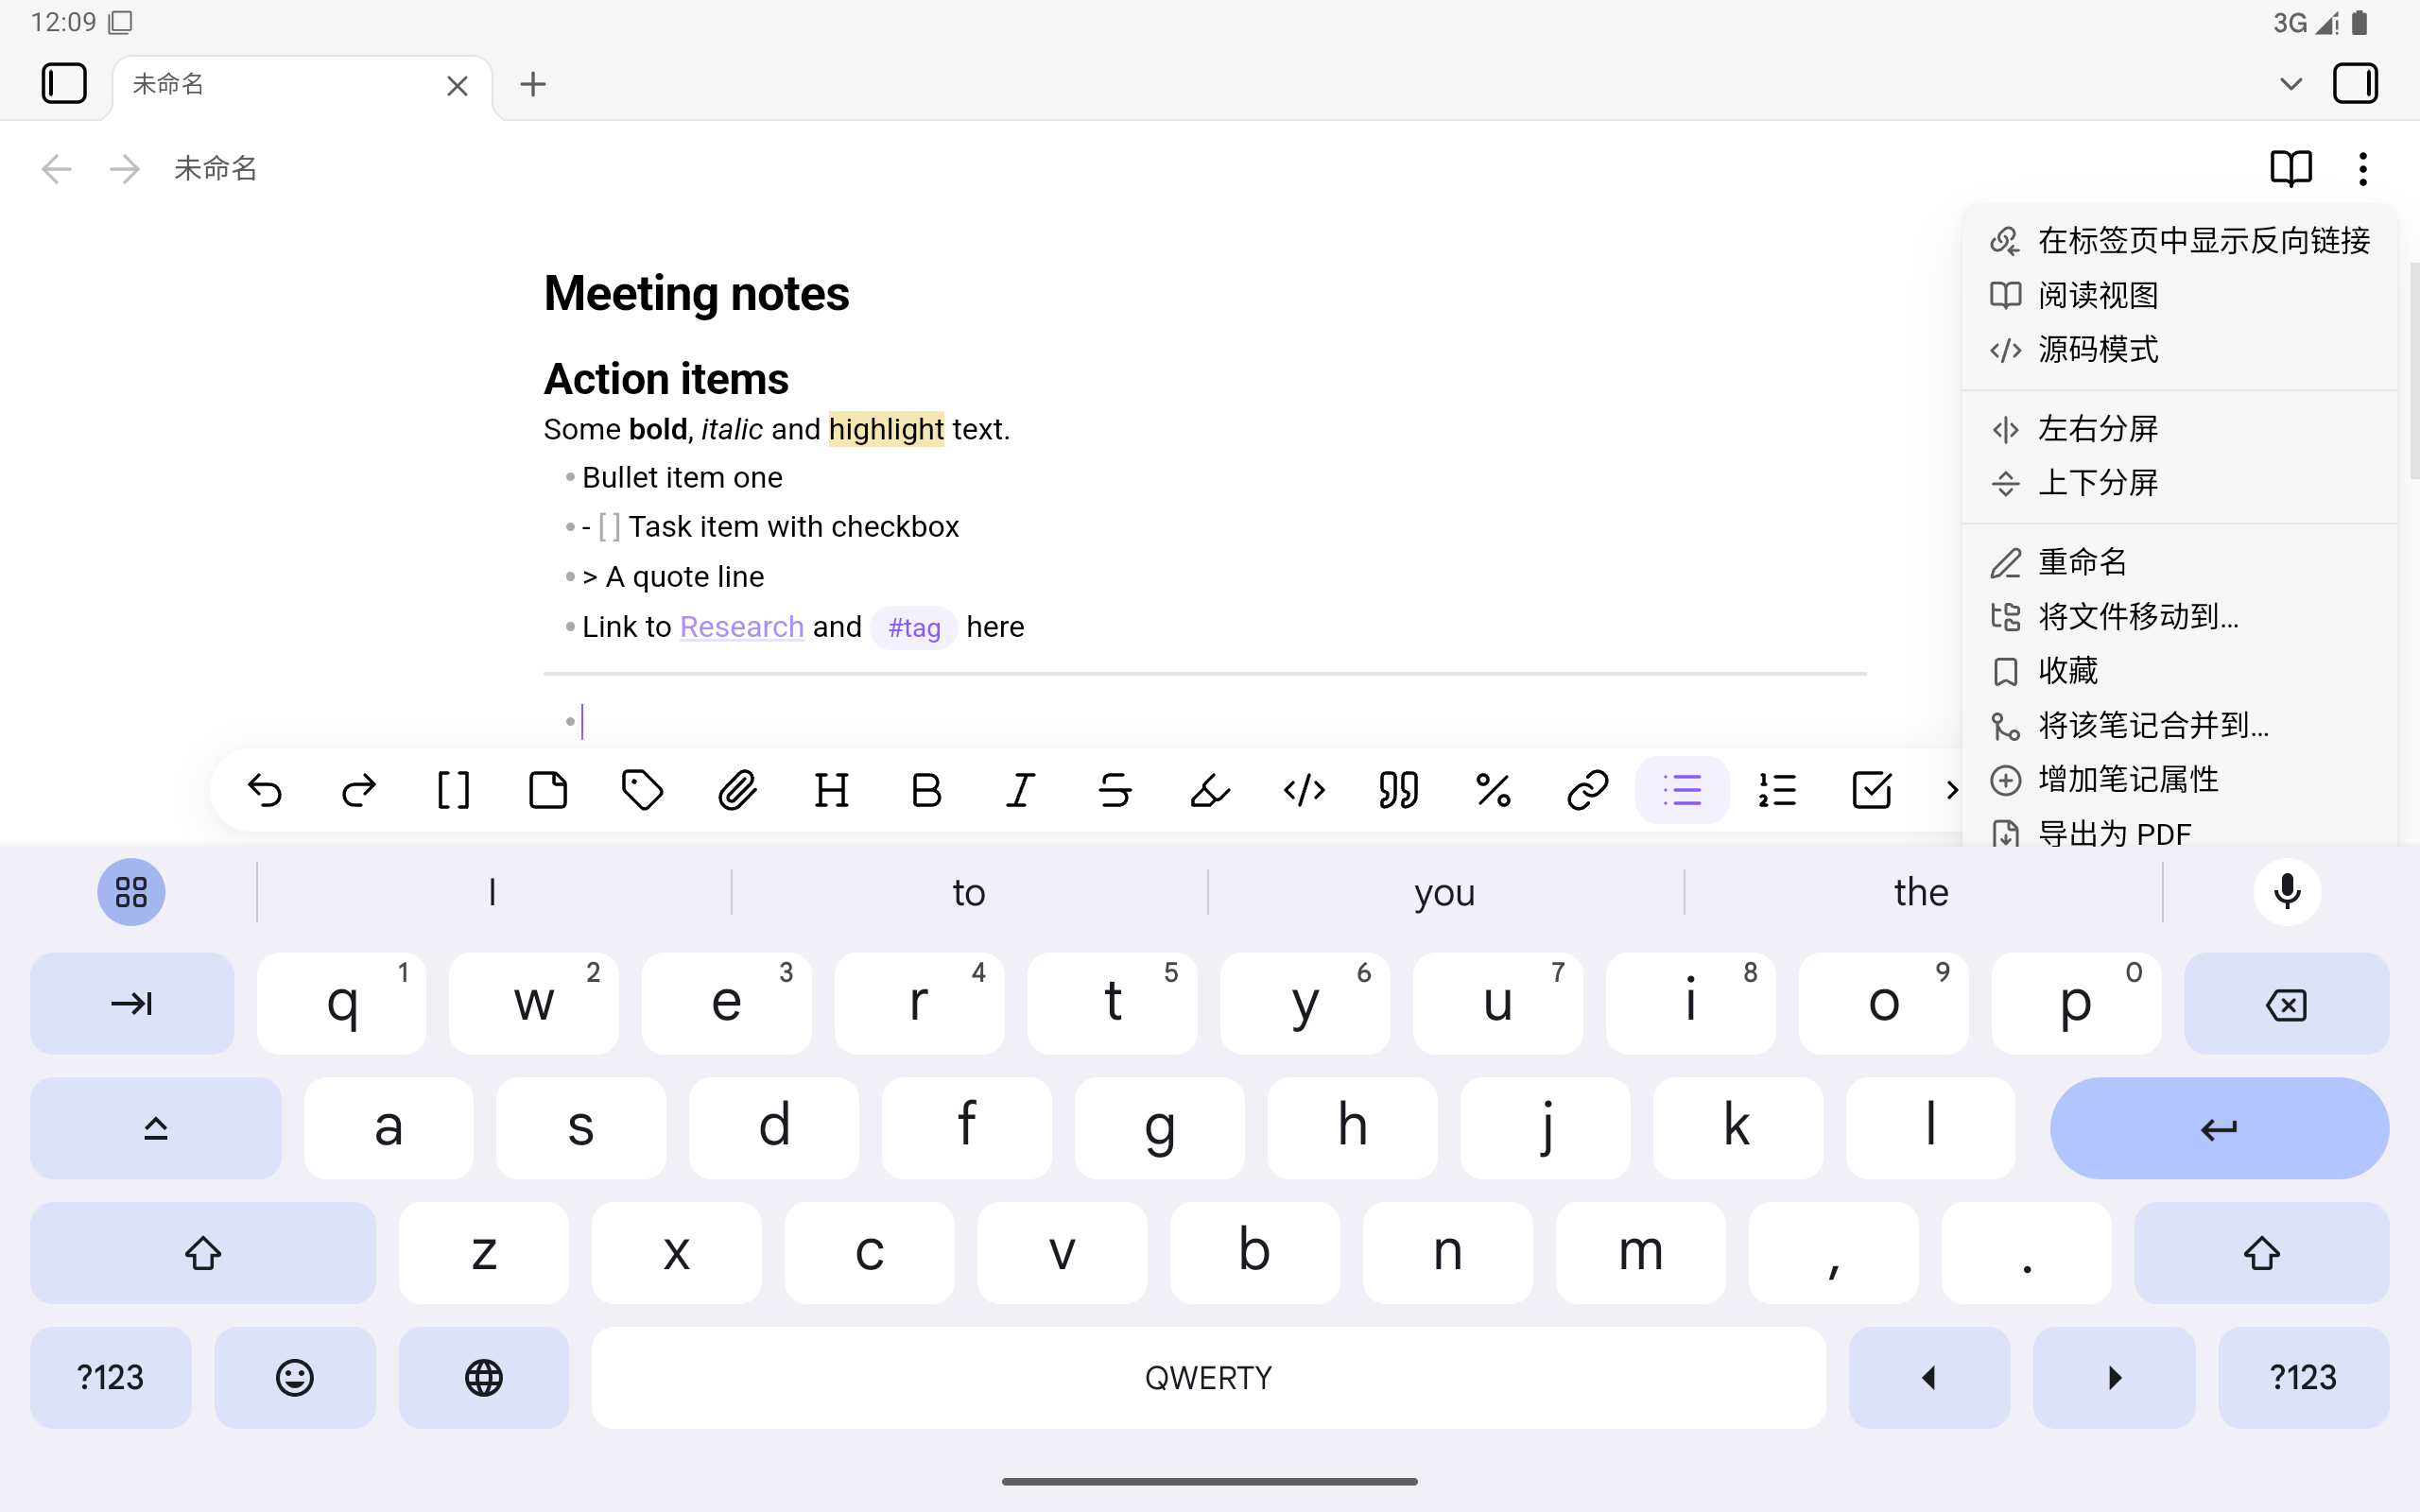 12:09
3G
未命名
未命名
Meeting notes
Action items
Some bold, italic and highlight text.
Bullet item one
- [ ] Task item with checkbox
> A quote line
Link to Research and #tag here
在标签页中显示反向链接
阅读视图
源码模式
左右分屏
上下分屏
重命名
将文件移动到...
收藏
将该笔记合并到...
增加笔记属性
导出为 PDF
I to you the
q 1 w 2 e 3 r 4 t 5 y 6 u 7 i 8 o 9 p 0
a s d f g h j k l
z x c v b n m , .
?123 QWERTY ?123